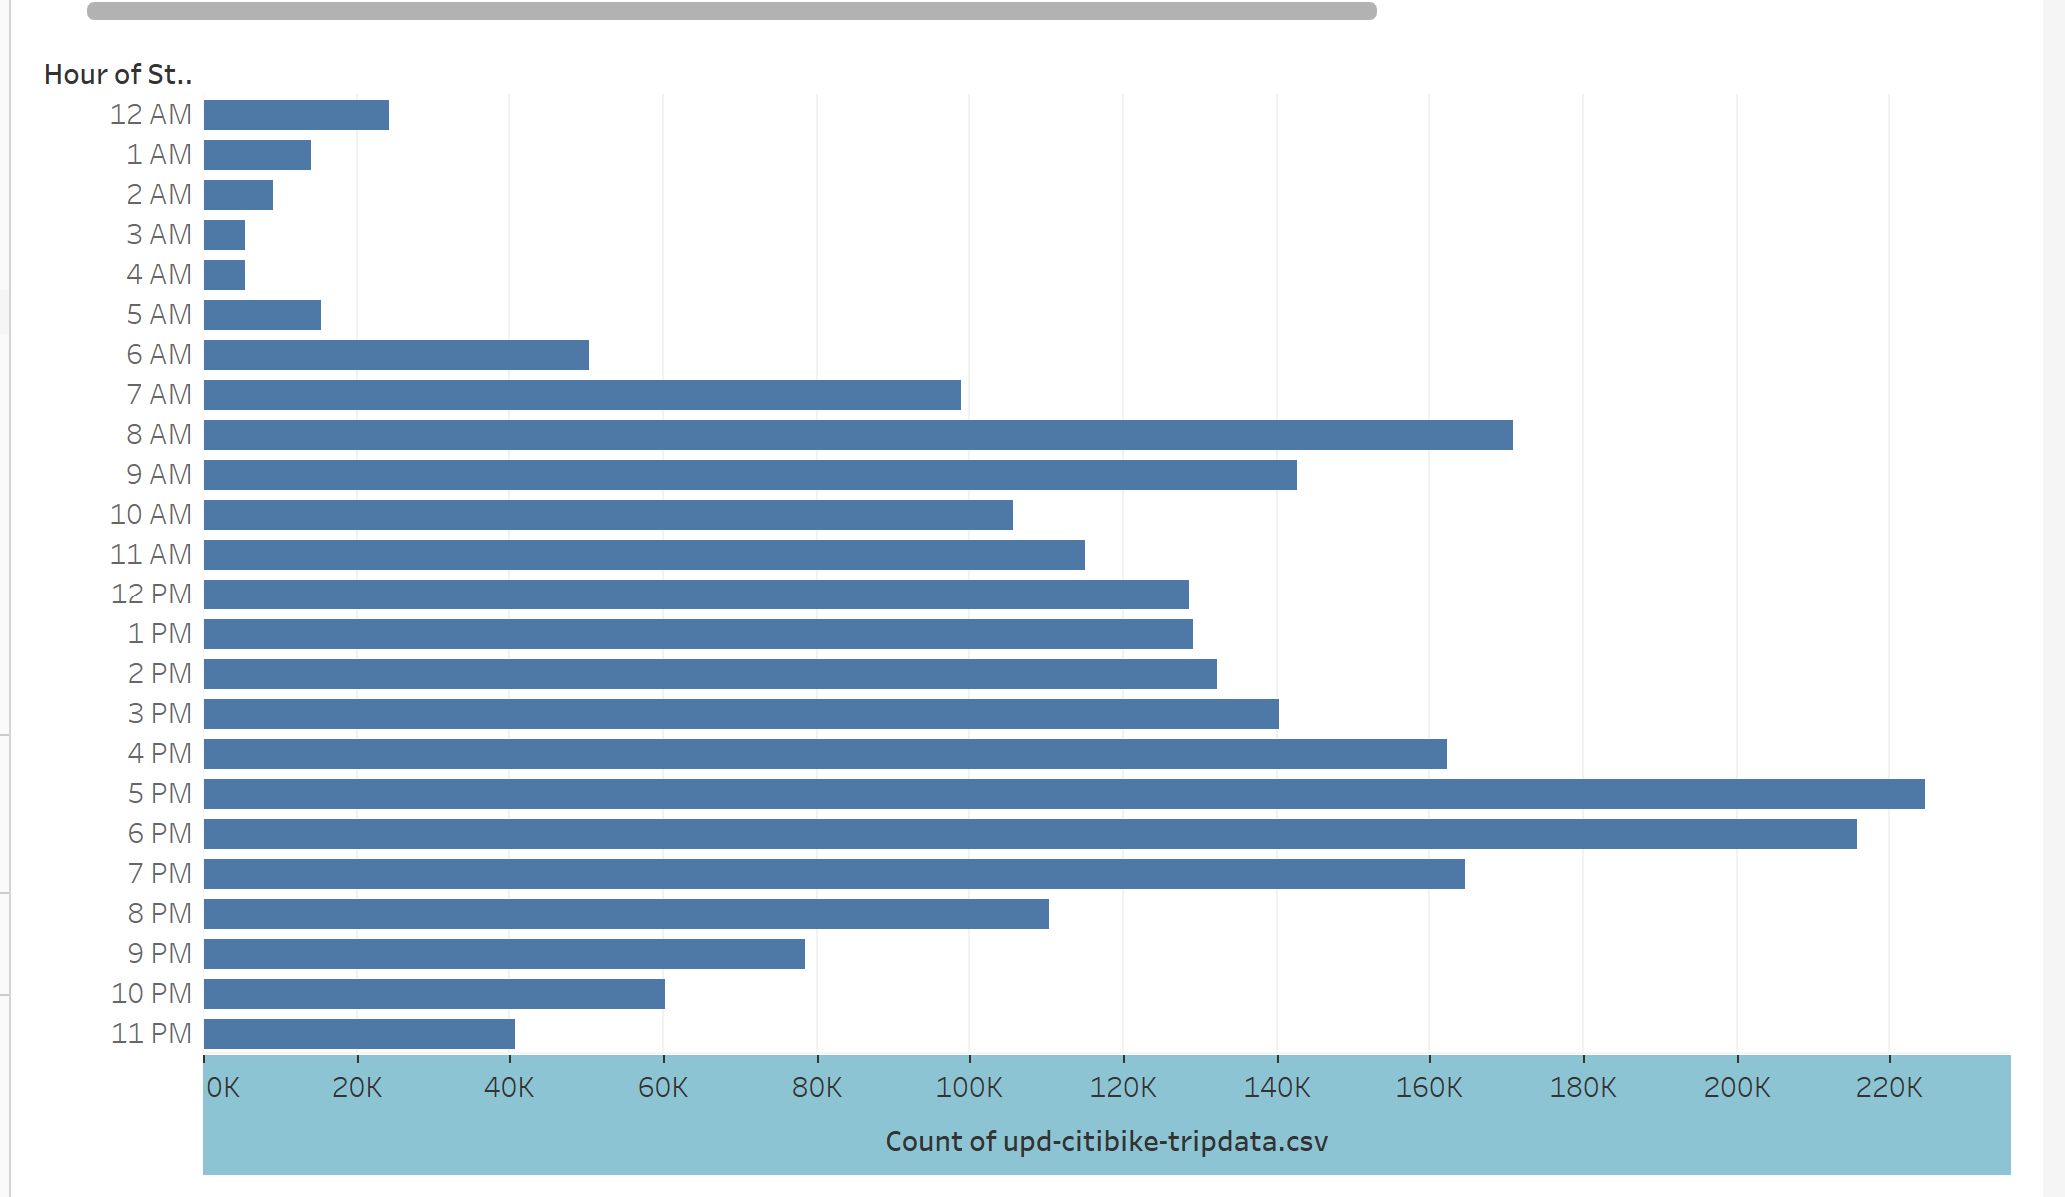 Hour of St..
12 AM
1 AM
2 AM
3 AM
4 AM
5 AM
6 AM
7 AM
8 AM
9 AM
10 AM
11 AM
12 PM
1 PM
2 PM
3 PM
4 PM
5 PM
6 PM
7 PM
8 PM
9 PM
10 PM
11 PM
0K 20K 40K 60K 80K 100K 120K 140K 160K 180K 200K 220K
Count of upd-citibike-tripdata.csv